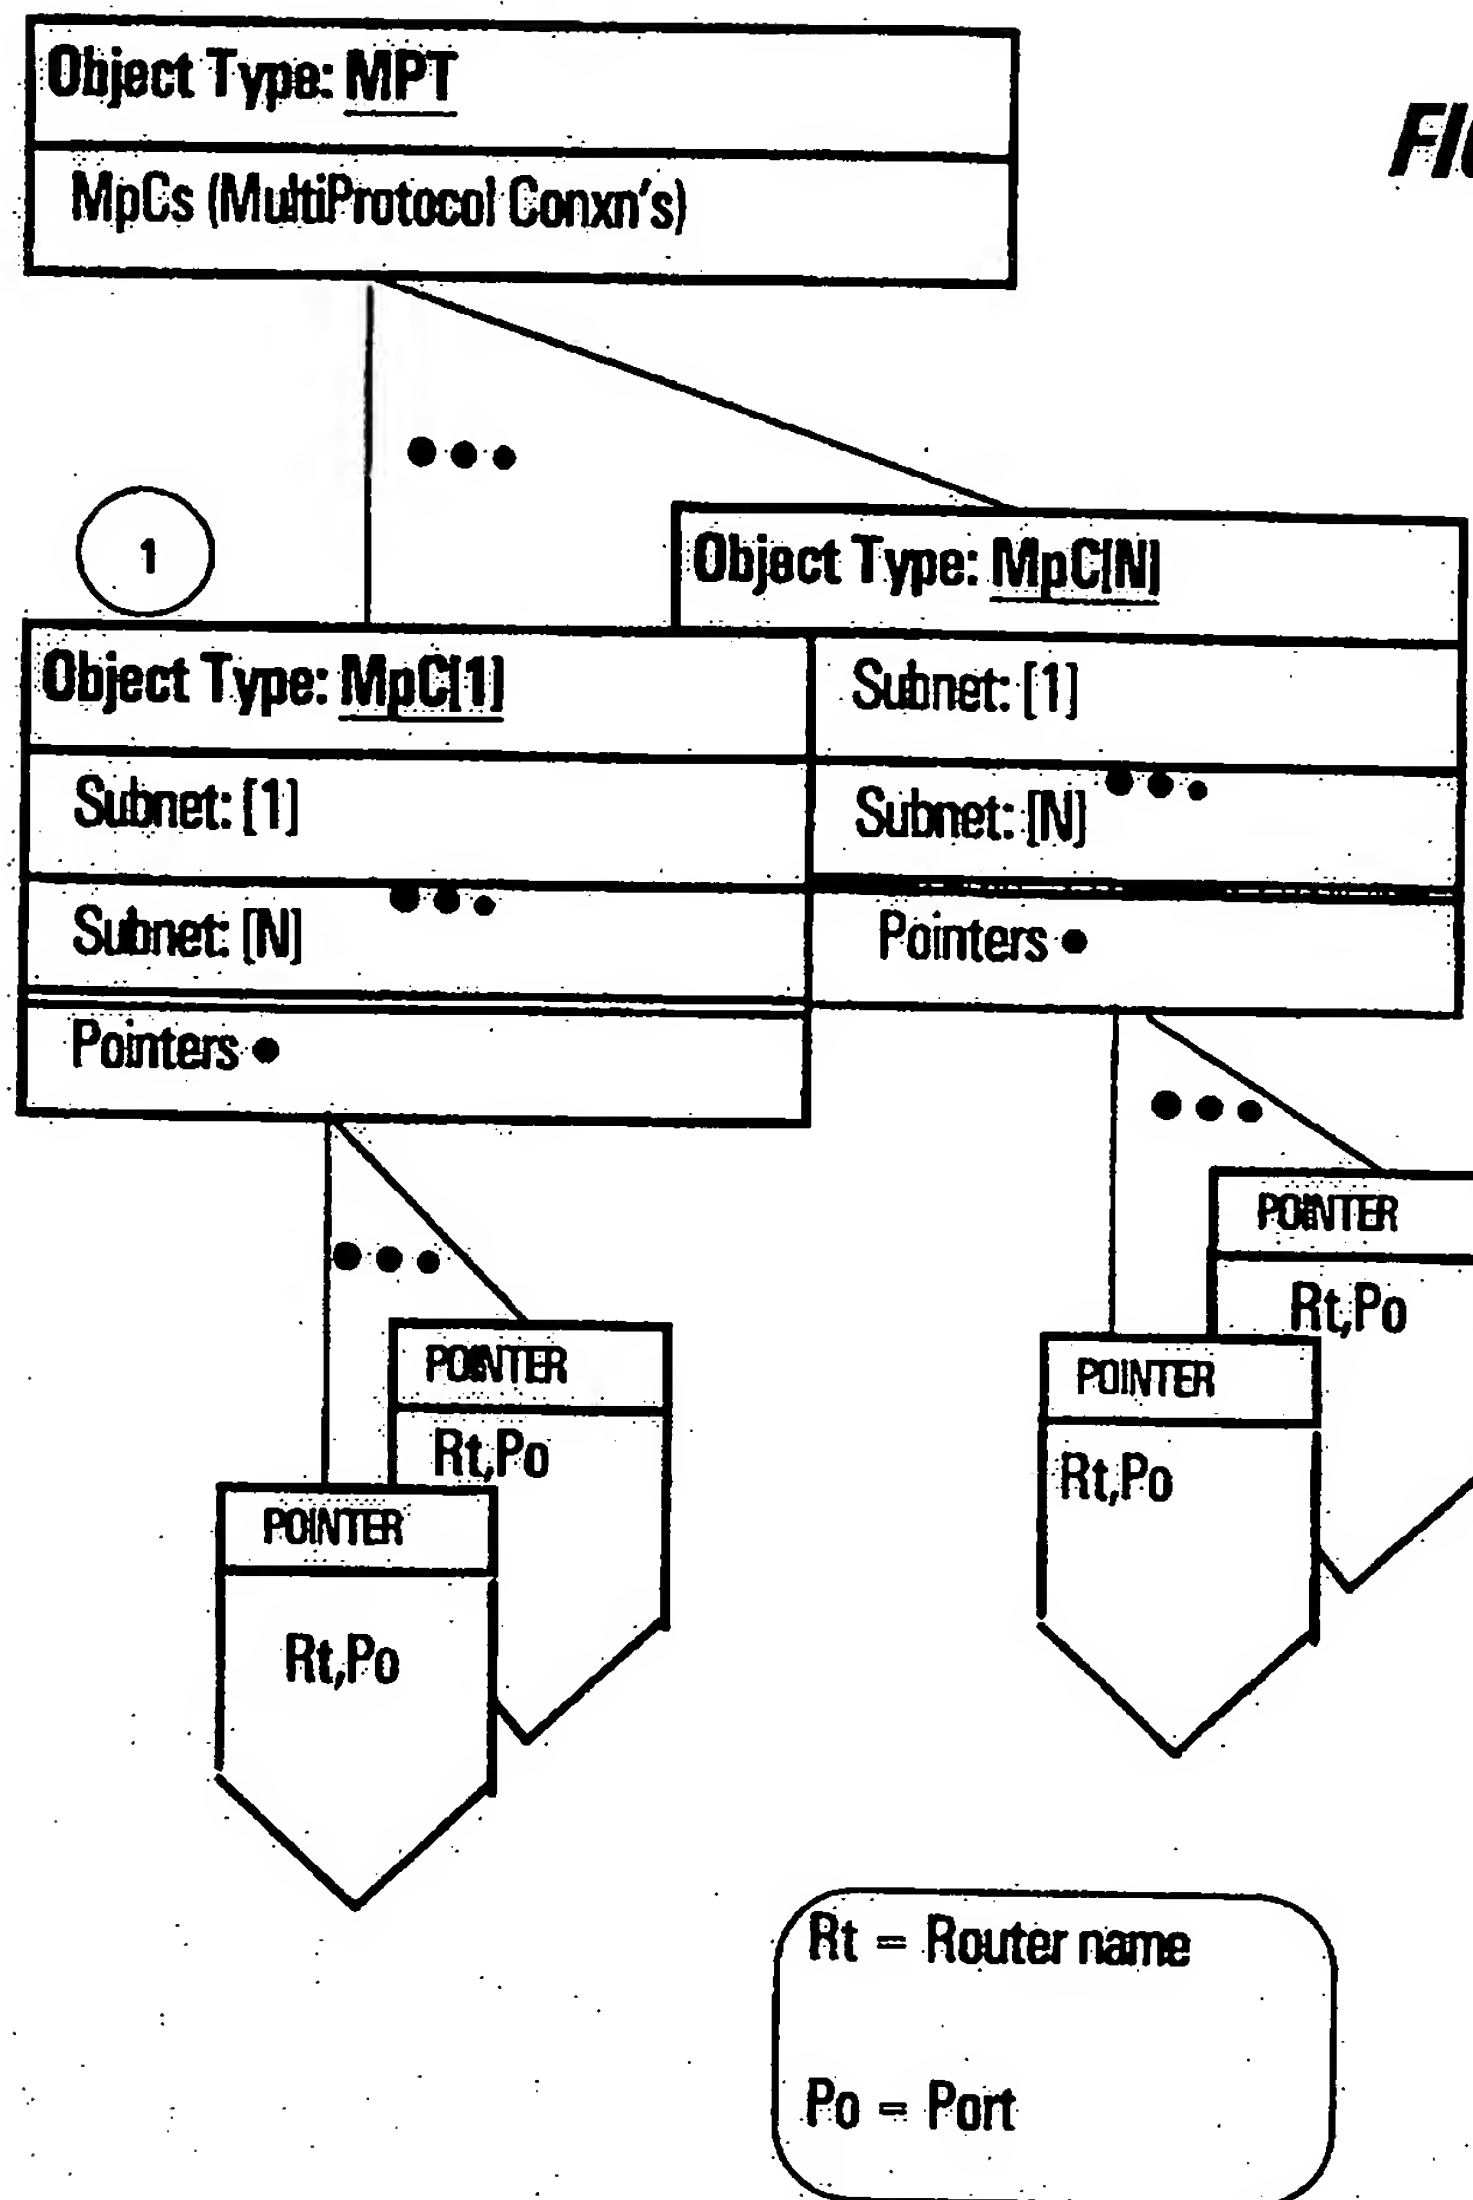 Object Type: MPT
FIG
MpCs (MultiProtocol Conxn's)
1
Object Type: MpC[N]
Object Type: MpC[1]
Subnet: [1]
Subnet: [1]
Subnet: [N]
Subnet: [N]
Pointers
Pointers
POINTER
Rt,Po
POINTER
Rt,Po
POINTER
Rt,Po
POINTER
Rt,Po
Rt = Router name
Po = Port